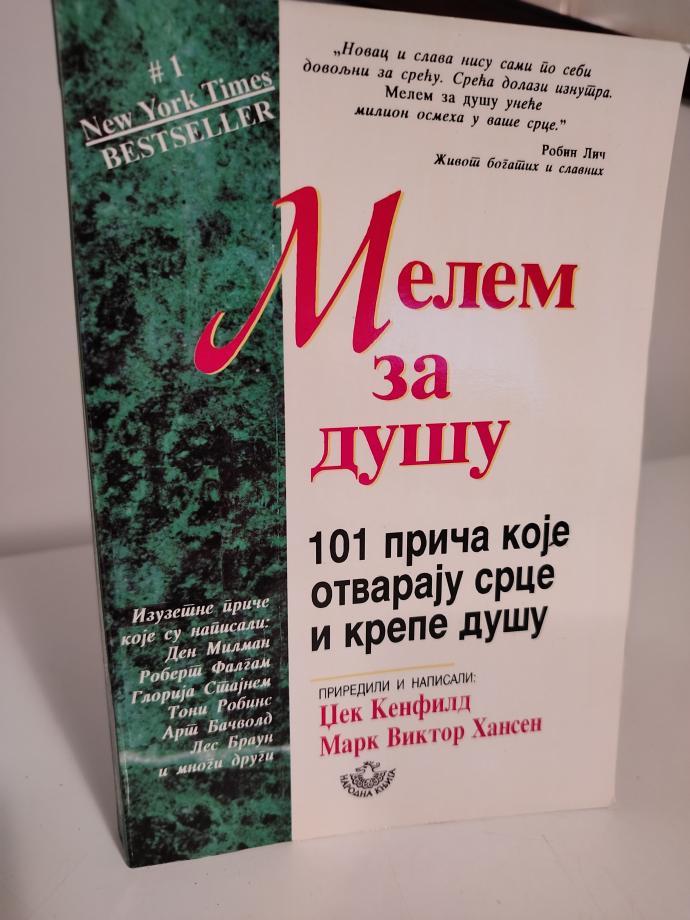 # 1
New York Times
BESTSELLER
„Новац и слава нису сами по себи
довољни за срећу. Срећа долази изнутра.
Мелем за душу унеће
милион осмеха у ваше срце.”
Робин Лич
Живот богатих и славних
Мелем
за
душу
101 прича које
отварају срце
и крепе душу
Изузетне приче
које су написали:
Ден Милман
Роберт Фалгам
Глорија Стајнем
Тони Робинс
Арт Бачволд
Лес Браун
и многи други
ПРИРЕДИЛИ И НАПИСАЛИ:
Џек Кенфилд
Марк Виктор Хансен
НАРОДНА КЊИГА